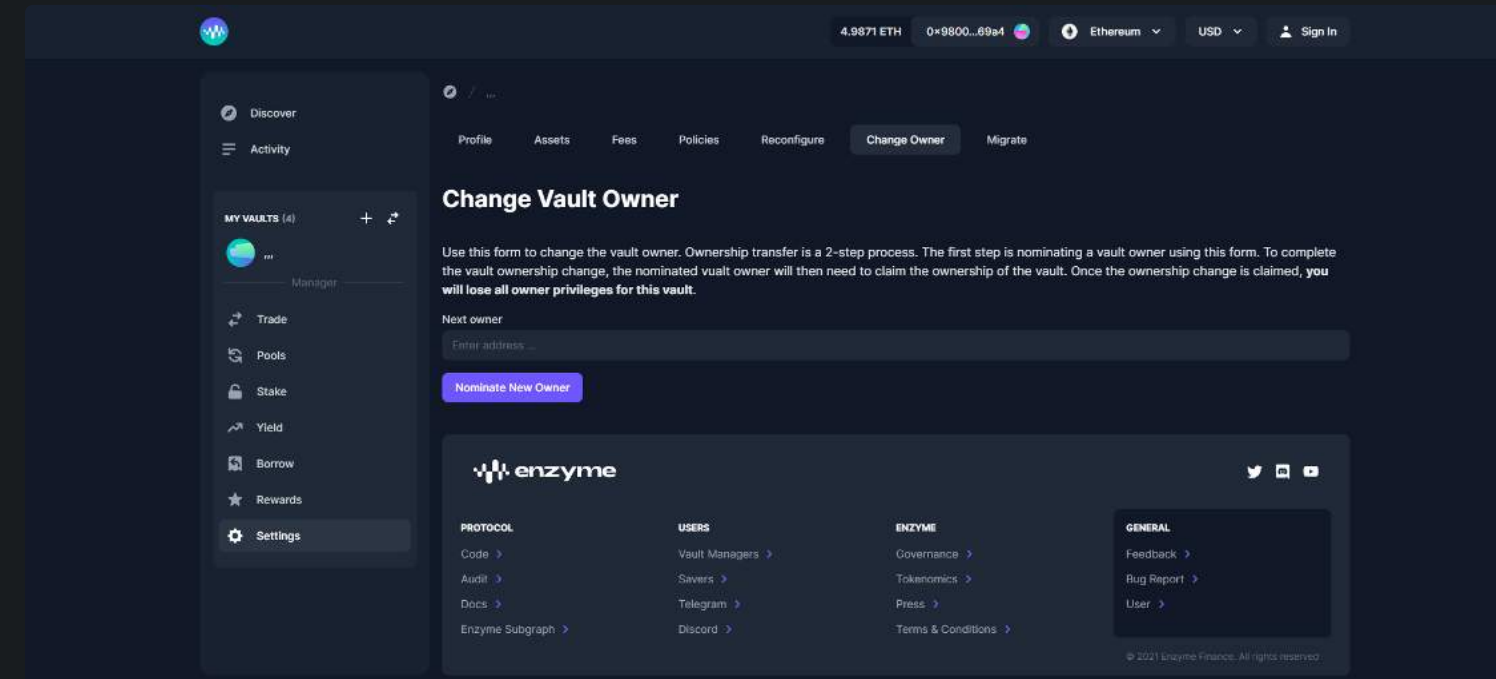 4.9871 ETH 0×9800...69a4 Ethereum USD Sign In
/ ,,,
Discover
Activity
MY VAULTS (4)
,,,
Manager
Trade
Pools
Stake
Yield
Borrow
Rewards
Settings
Profile Assets Fees Policies Reconfigure Change Owner Migrate
Change Vault Owner
Use this form to change the vault owner. Ownership transfer is a 2-step process. The first step is nominating a vault owner using this form. To complete
the vault ownership change, the nominated vualt owner will then need to claim the ownership of the vault. Once the ownership change is claimed, you
will lose all owner privileges for this vault.
Next owner
Enter address ...
Nominate New Owner
enzyme
PROTOCOL
Code
Audit
Docs
Enzyme Subgraph
USERS
Vault Managers
Savers
Telegram
Discord
ENZYME
Governance
Tokenomics
Press
Terms & Conditions
GENERAL
Feedback
Bug Report
User
© 2021 Enzyme Finance. All rights reserved